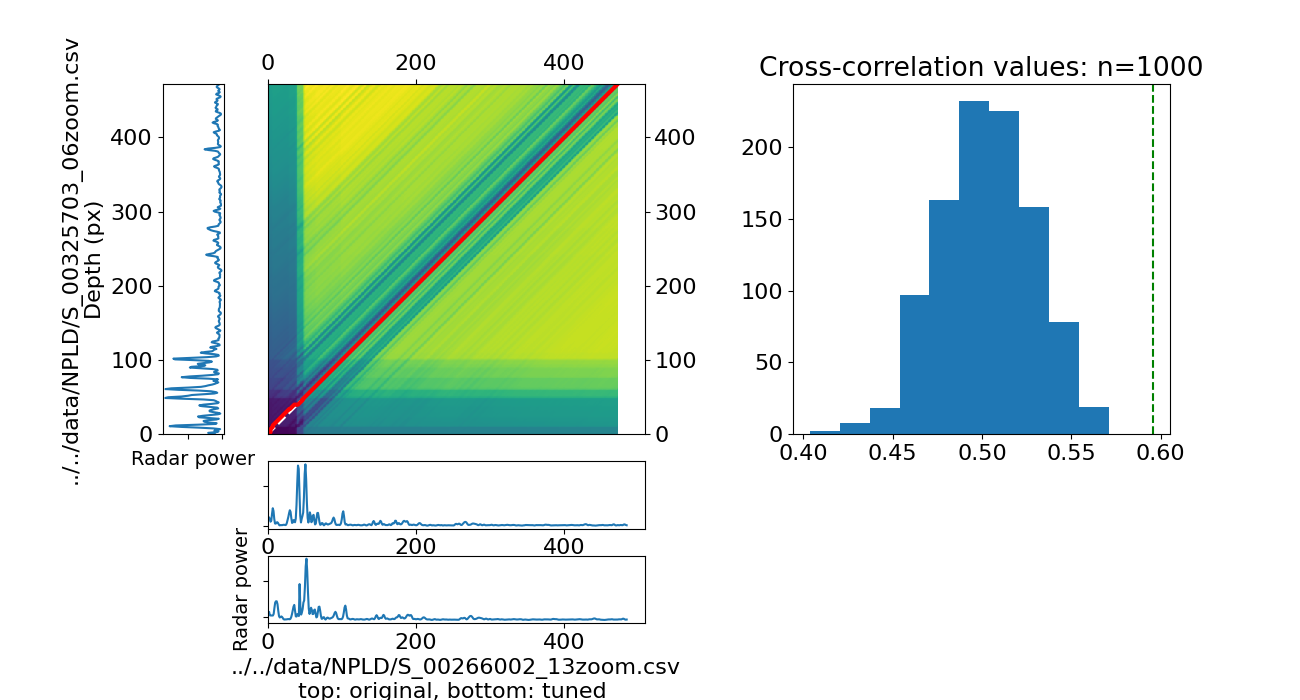 Cross-correlation values: n=1000
0 200 400
../../data/NPLD/S_00325703_06zoom.csv
Depth (px)
400
300
200
100
0
Radar power
400
300
200
100
0
200
150
100
50
0
0.40 0.45 0.50 0.55 0.60
0 200 400
Radar power
0 200 400
../../data/NPLD/S_00266002_13zoom.csv
top: original, bottom: tuned